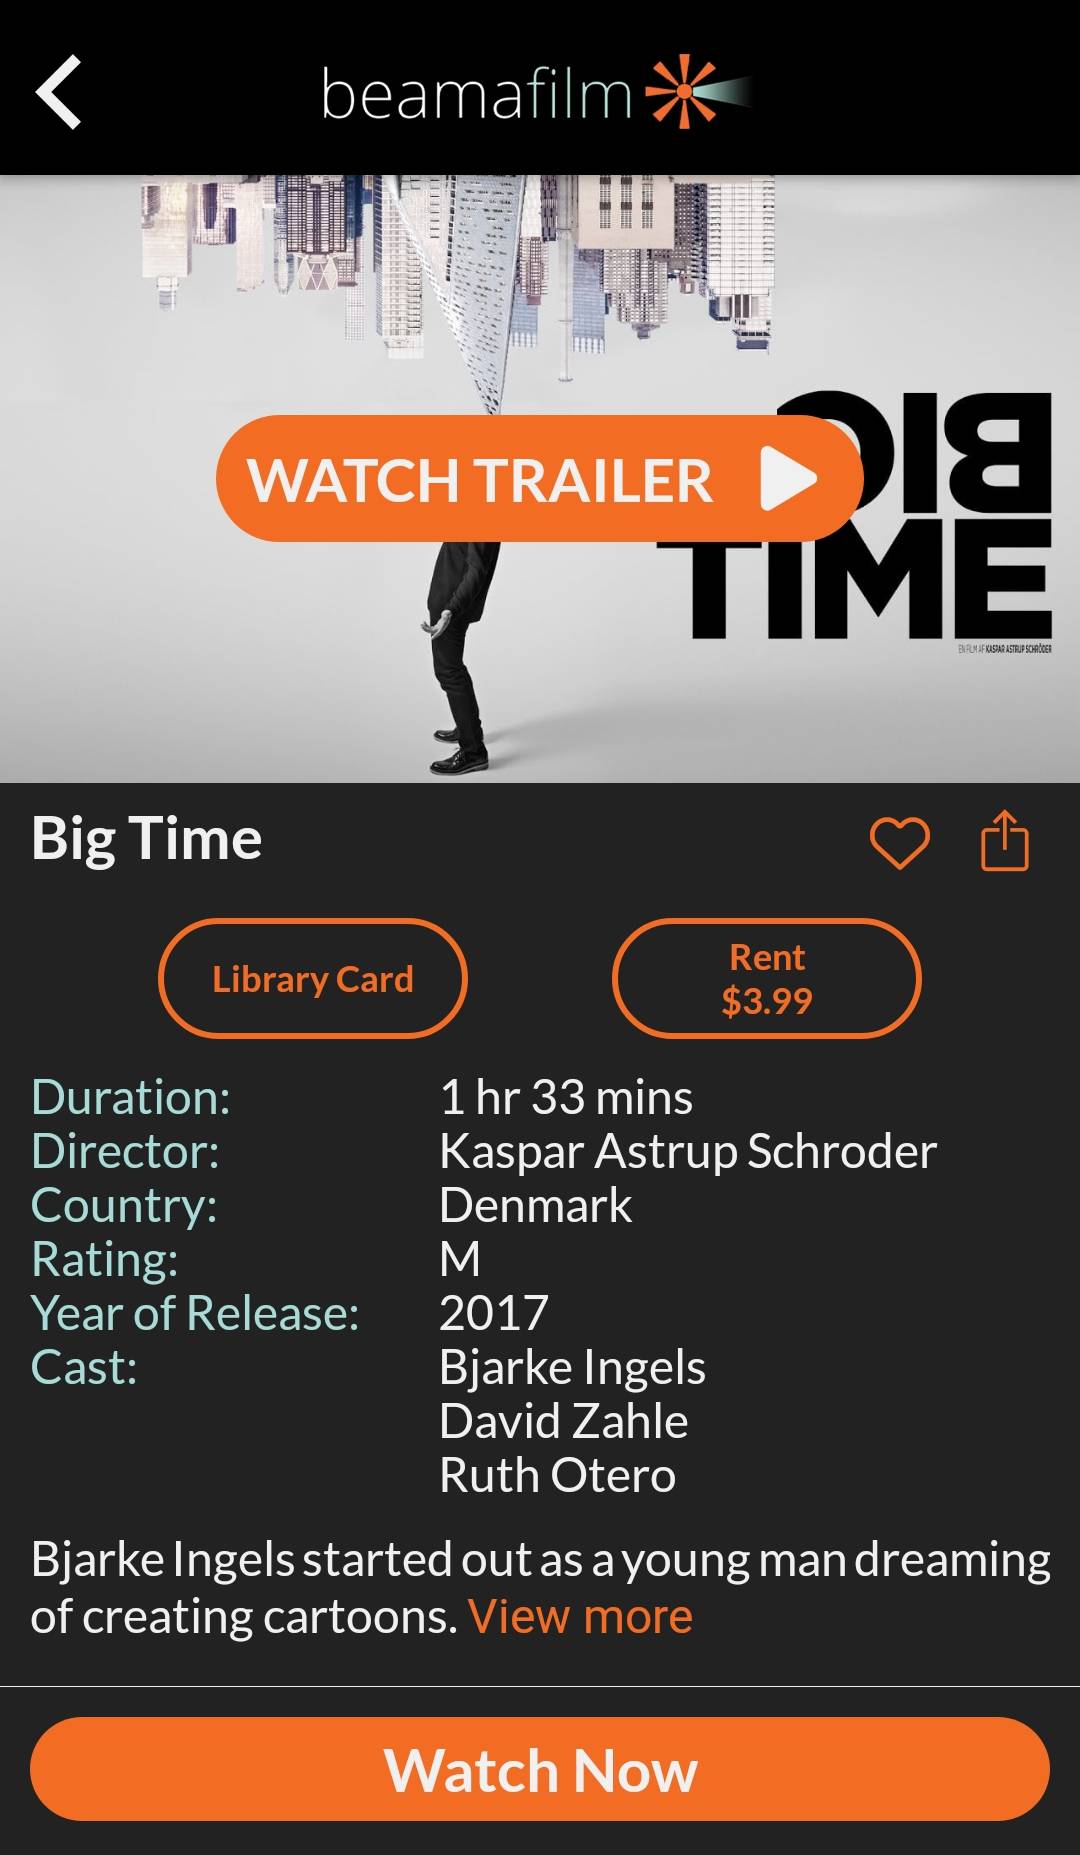 beamafilm
BIG
TIME
EN FILM AF KASPAR ASTRUP SCHRÖDER
WATCH TRAILER
Big Time
Library Card
Rent
$3.99
Duration: 1 hr 33 mins
Director: Kaspar Astrup Schroder
Country: Denmark
Rating: M
Year of Release: 2017
Cast: Bjarke Ingels
David Zahle
Ruth Otero
Bjarke Ingels started out as a young man dreaming
of creating cartoons. View more
Watch Now